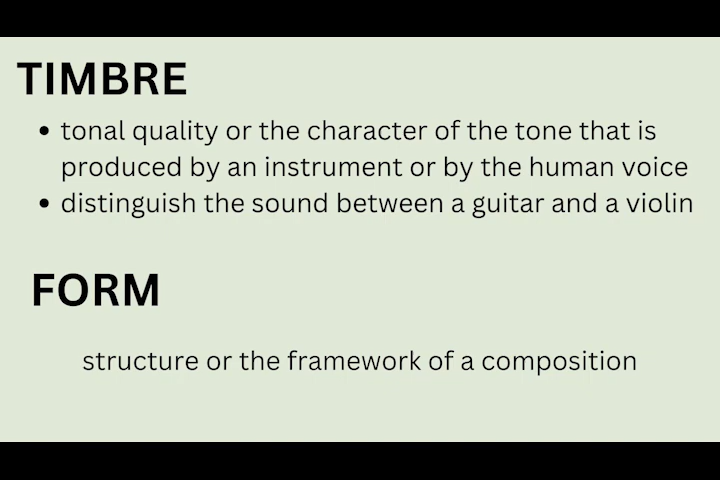 TIMBRE
• tonal quality or the character of the tone that is
produced by an instrument or by the human voice
• distinguish the sound between a guitar and a violin
FORM
structure or the framework of a composition